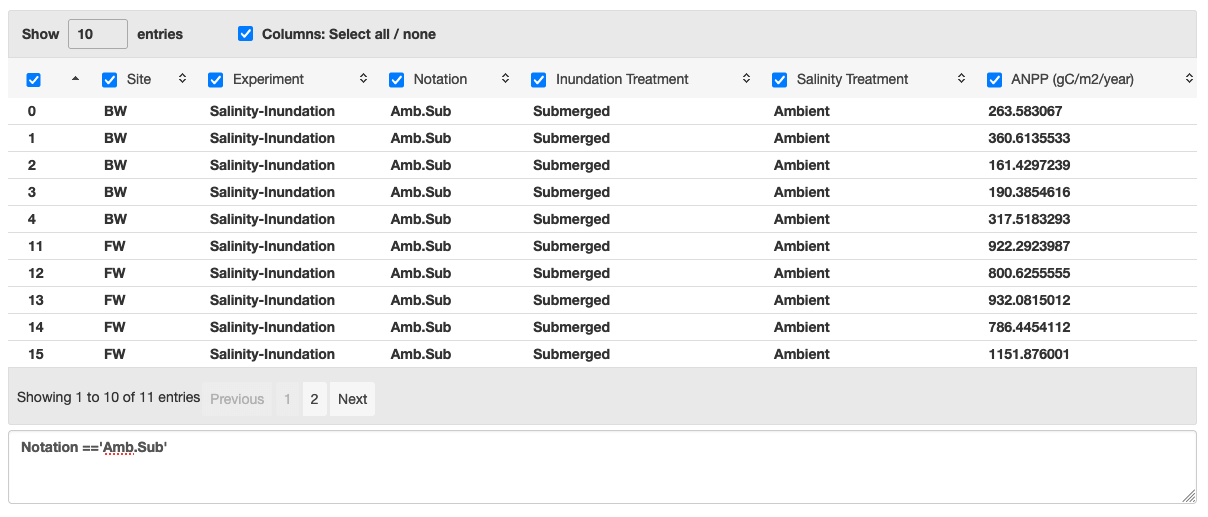 Show 10 entries Columns: Select all / none
Site Experiment Notation Inundation Treatment Salinity Treatment ANPP (gC/m2/year)
0 BW Salinity-Inundation Amb.Sub Submerged Ambient 263.583067
1 BW Salinity-Inundation Amb.Sub Submerged Ambient 360.6135533
2 BW Salinity-Inundation Amb.Sub Submerged Ambient 161.4297239
3 BW Salinity-Inundation Amb.Sub Submerged Ambient 190.3854616
4 BW Salinity-Inundation Amb.Sub Submerged Ambient 317.5183293
11 FW Salinity-Inundation Amb.Sub Submerged Ambient 922.2923987
12 FW Salinity-Inundation Amb.Sub Submerged Ambient 800.6255555
13 FW Salinity-Inundation Amb.Sub Submerged Ambient 932.0815012
14 FW Salinity-Inundation Amb.Sub Submerged Ambient 786.4454112
15 FW Salinity-Inundation Amb.Sub Submerged Ambient 1151.876001
Showing 1 to 10 of 11 entries Previous 1 2 Next
Notation =='Amb.Sub'